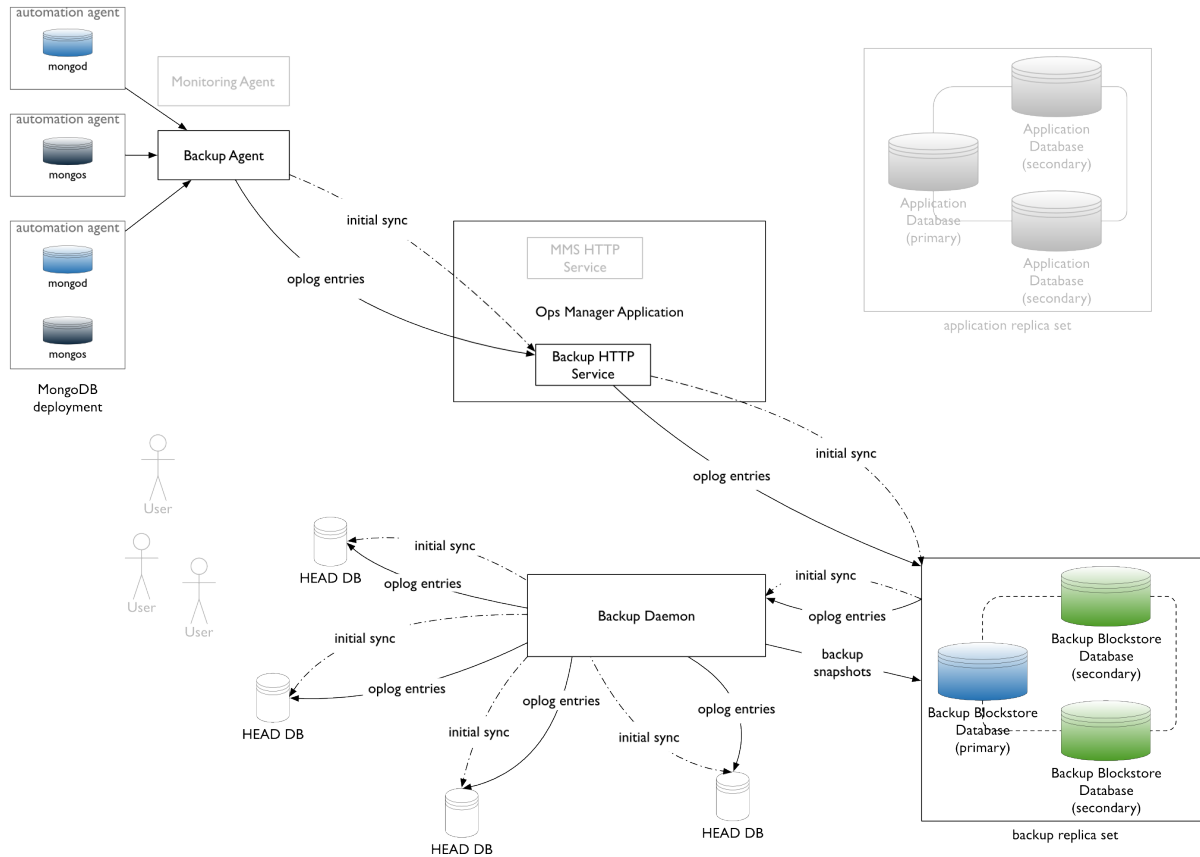 automation agent
mongod
Monitoring Agent
automation agent
mongos
Backup Agent
automation agent
mongod
mongos
MongoDB
deployment
initial sync
oplog entries
MMS HTTP
Service
Ops Manager Application
Backup HTTP
Service
Application
Database
(secondary)
Application
Database
(primary)
Application
Database
(secondary)
application replica set
initial sync
oplog entries
User
User
User
HEAD DB
initial sync
oplog entries
initial sync
oplog entries
HEAD DB
Backup Daemon
initial sync
oplog entries
backup
snapshots
oplog entries
initial sync
HEAD DB
initial sync
oplog entries
HEAD DB
Backup Blockstore
Database
(secondary)
Backup Blockstore
Database
(primary)
Backup Blockstore
Database
(secondary)
backup replica set